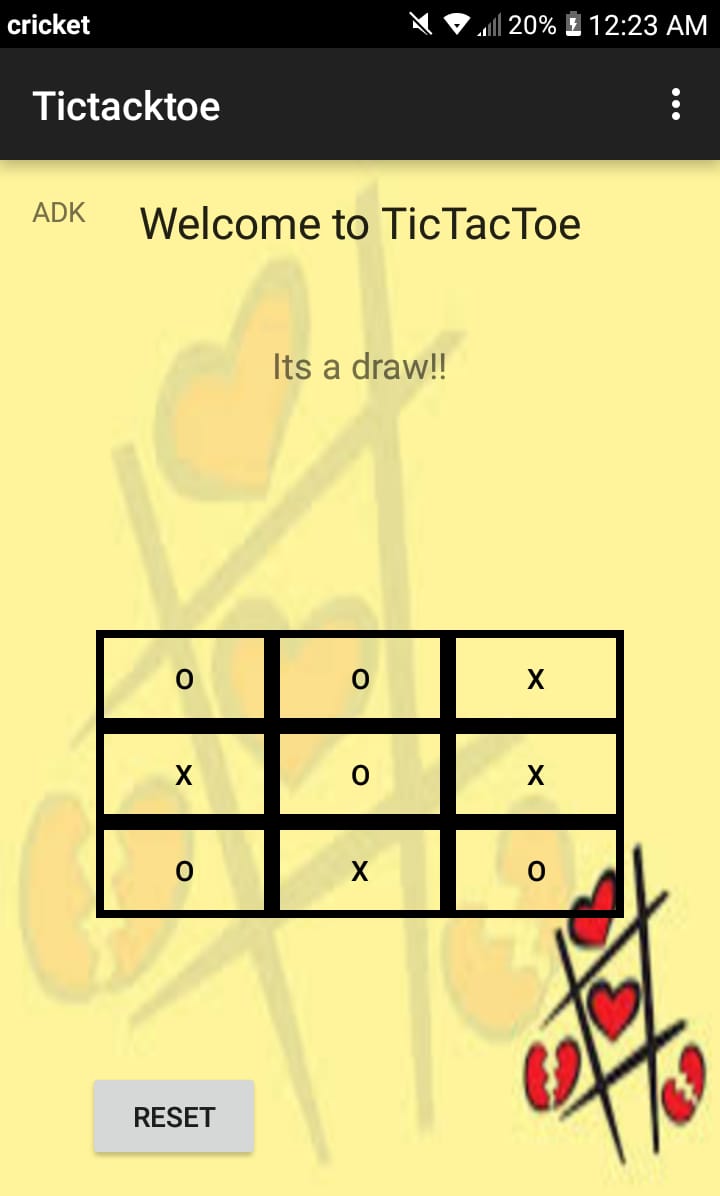 cricket 20% 12:23 AM
Tictacktoe
ADK Welcome to TicTacToe
Its a draw!!
O O X
X O X
O X O
RESET